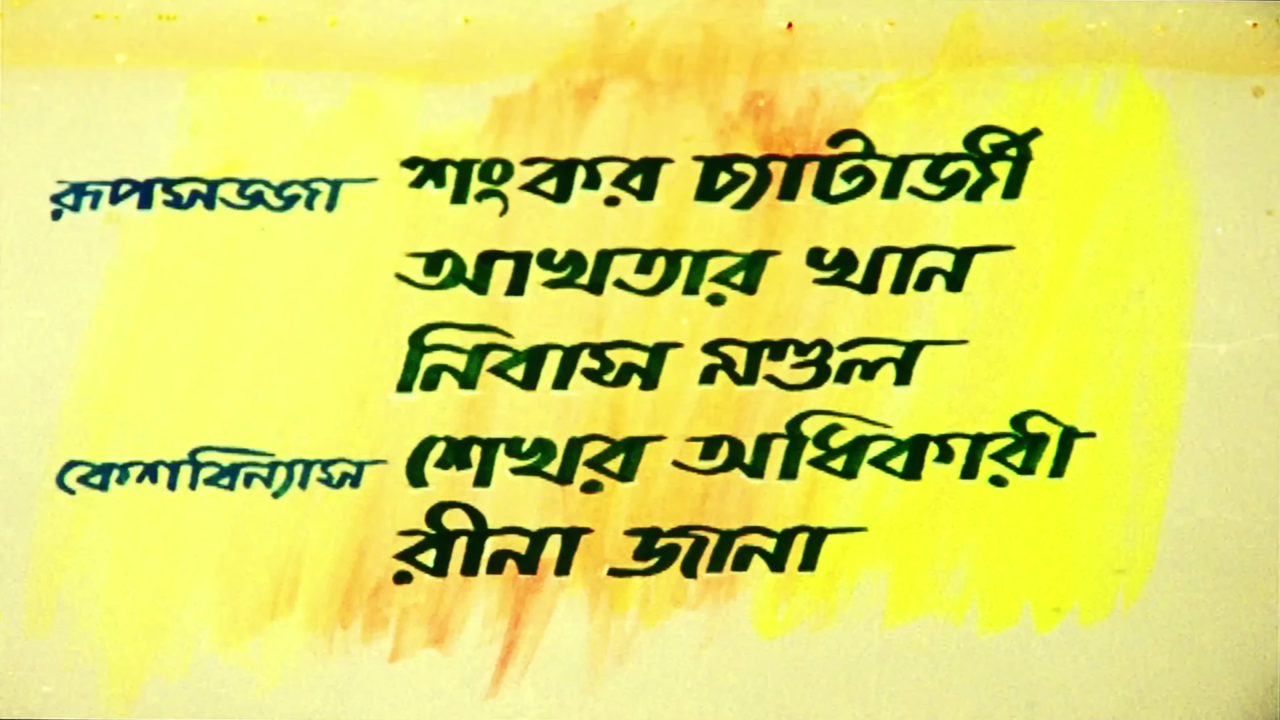 রূপসজ্জা শংকর চ্যাটার্জী
আখতার খান
নিবাস মণ্ডল
কেশবিন্যাস শেখর অধিকারী
রীনা জানা